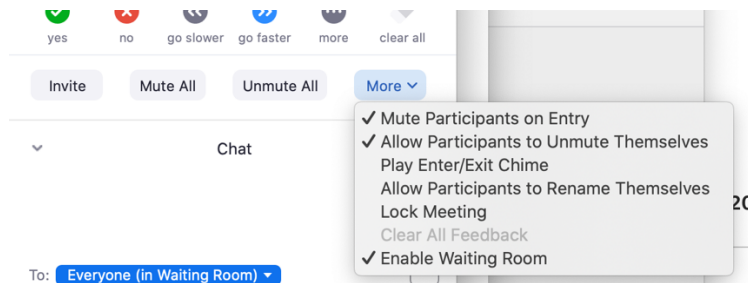 yes no go slower go faster more clear all
Invite Mute All Unmute All More
✓ Mute Participants on Entry
✓ Allow Participants to Unmute Themselves
Chat
Play Enter/Exit Chime
Allow Participants to Rename Themselves
20
Lock Meeting
Clear All Feedback
✓ Enable Waiting Room
To: Everyone (in Waiting Room)